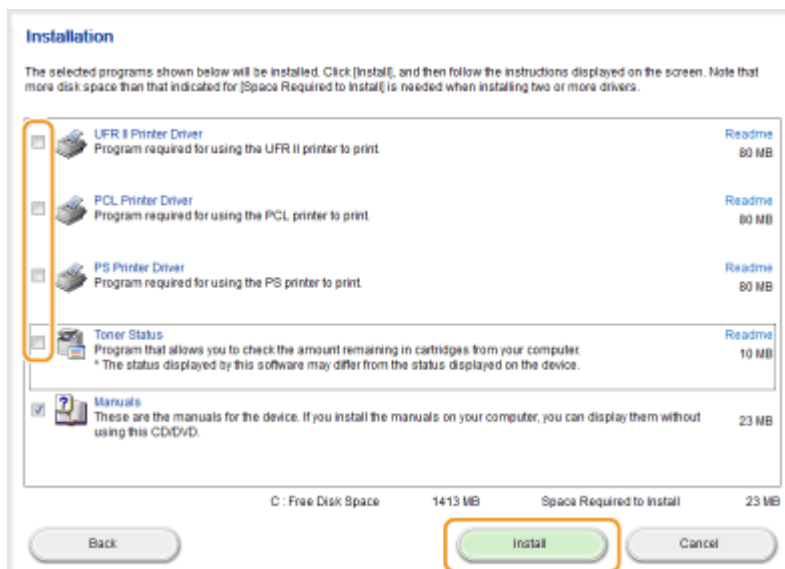 Installation
The selected programs shown below will be installed. Click [Install], and then follow the instructions displayed on the screen. Note that
more disk space than that indicated for [Space Required to Install] is needed when installing two or more drivers.
UFR II Printer Driver
Readme
Program required for using the UFR II printer to print.
80 MB
PCL Printer Driver
Readme
Program required for using the PCL printer to print.
80 MB
PS Printer Driver
Readme
Program required for using the PS printer to print.
80 MB
Toner Status
Readme
Program that allows you to check the amount remaining in cartridges from your computer.
10 MB
* The status displayed by this software may differ from the status displayed on the device.
Manuals
These are the manuals for the device. If you install the manuals on your computer, you can display them without
using this CD/DVD.
23 MB
C : Free Disk Space 1413 MB Space Required to Install 23 MB
Back Install Cancel